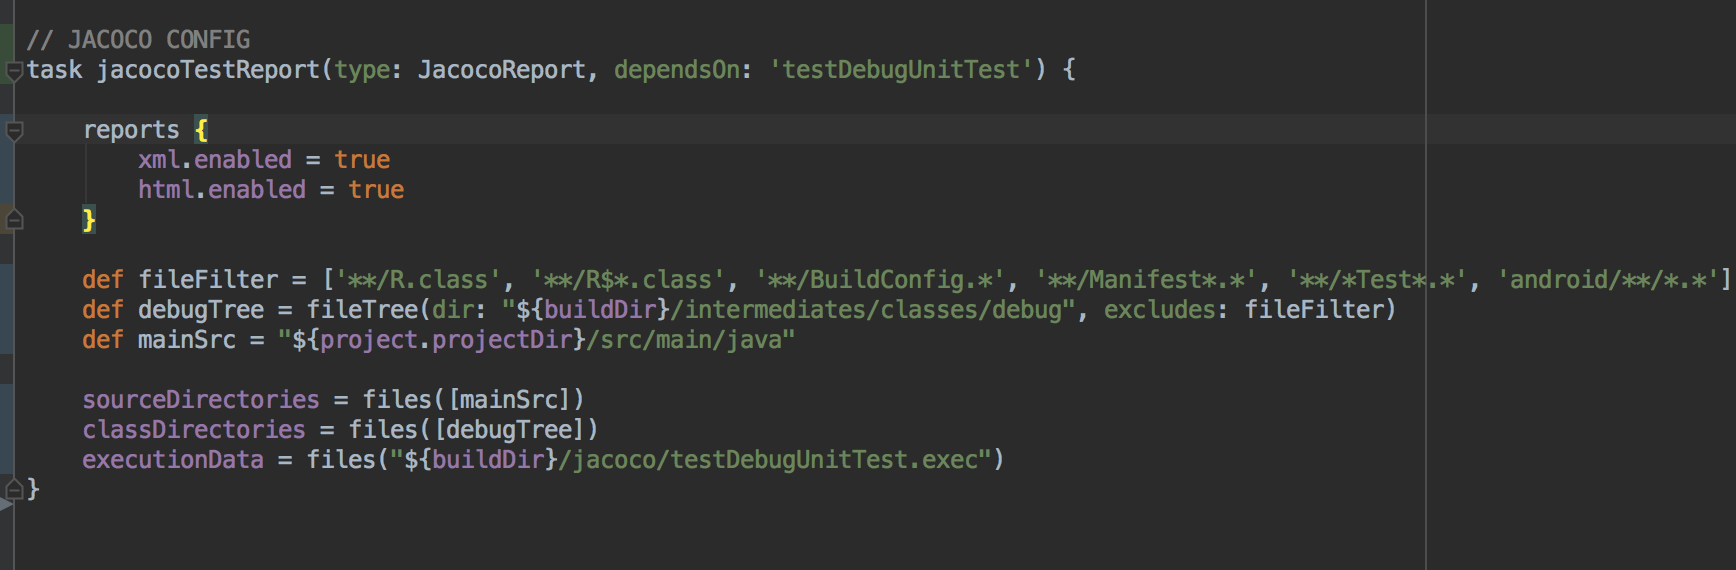 // JACOCO CONFIG
task jacocoTestReport(type: JacocoReport, dependsOn: 'testDebugUnitTest') {
reports {
xml.enabled = true
html.enabled = true
}
def fileFilter = ['**/R.class', '**/R$*.class', '**/BuildConfig.*', '**/Manifest*.*', '**/*Test*.*', 'android/**/*.*']
def debugTree = fileTree(dir: "${buildDir}/intermediates/classes/debug", excludes: fileFilter)
def mainSrc = "${project.projectDir}/src/main/java"
sourceDirectories = files([mainSrc])
classDirectories = files([debugTree])
executionData = files("${buildDir}/jacoco/testDebugUnitTest.exec")
}